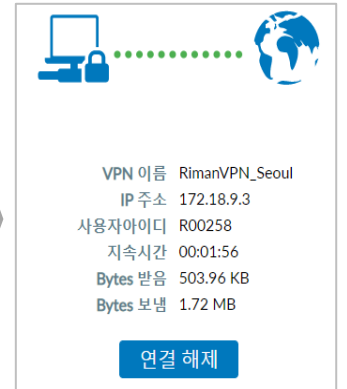 VPN 이름 RimanVPN_Seoul
IP 주소 172.18.9.3
사용자아이디 R00258
지속시간 00:01:56
Bytes 받음 503.96 KB
Bytes 보냄 1.72 MB
연결 해제